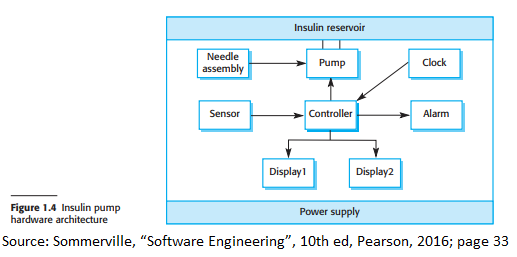 Insulin reservoir
Needle
assembly
Pump
Clock
Sensor
Controller
Alarm
Display1
Display2
Power supply
Figure 1.4 Insulin pump
hardware architecture
Source: Sommerville, “Software Engineering”, 10th ed, Pearson, 2016; page 33